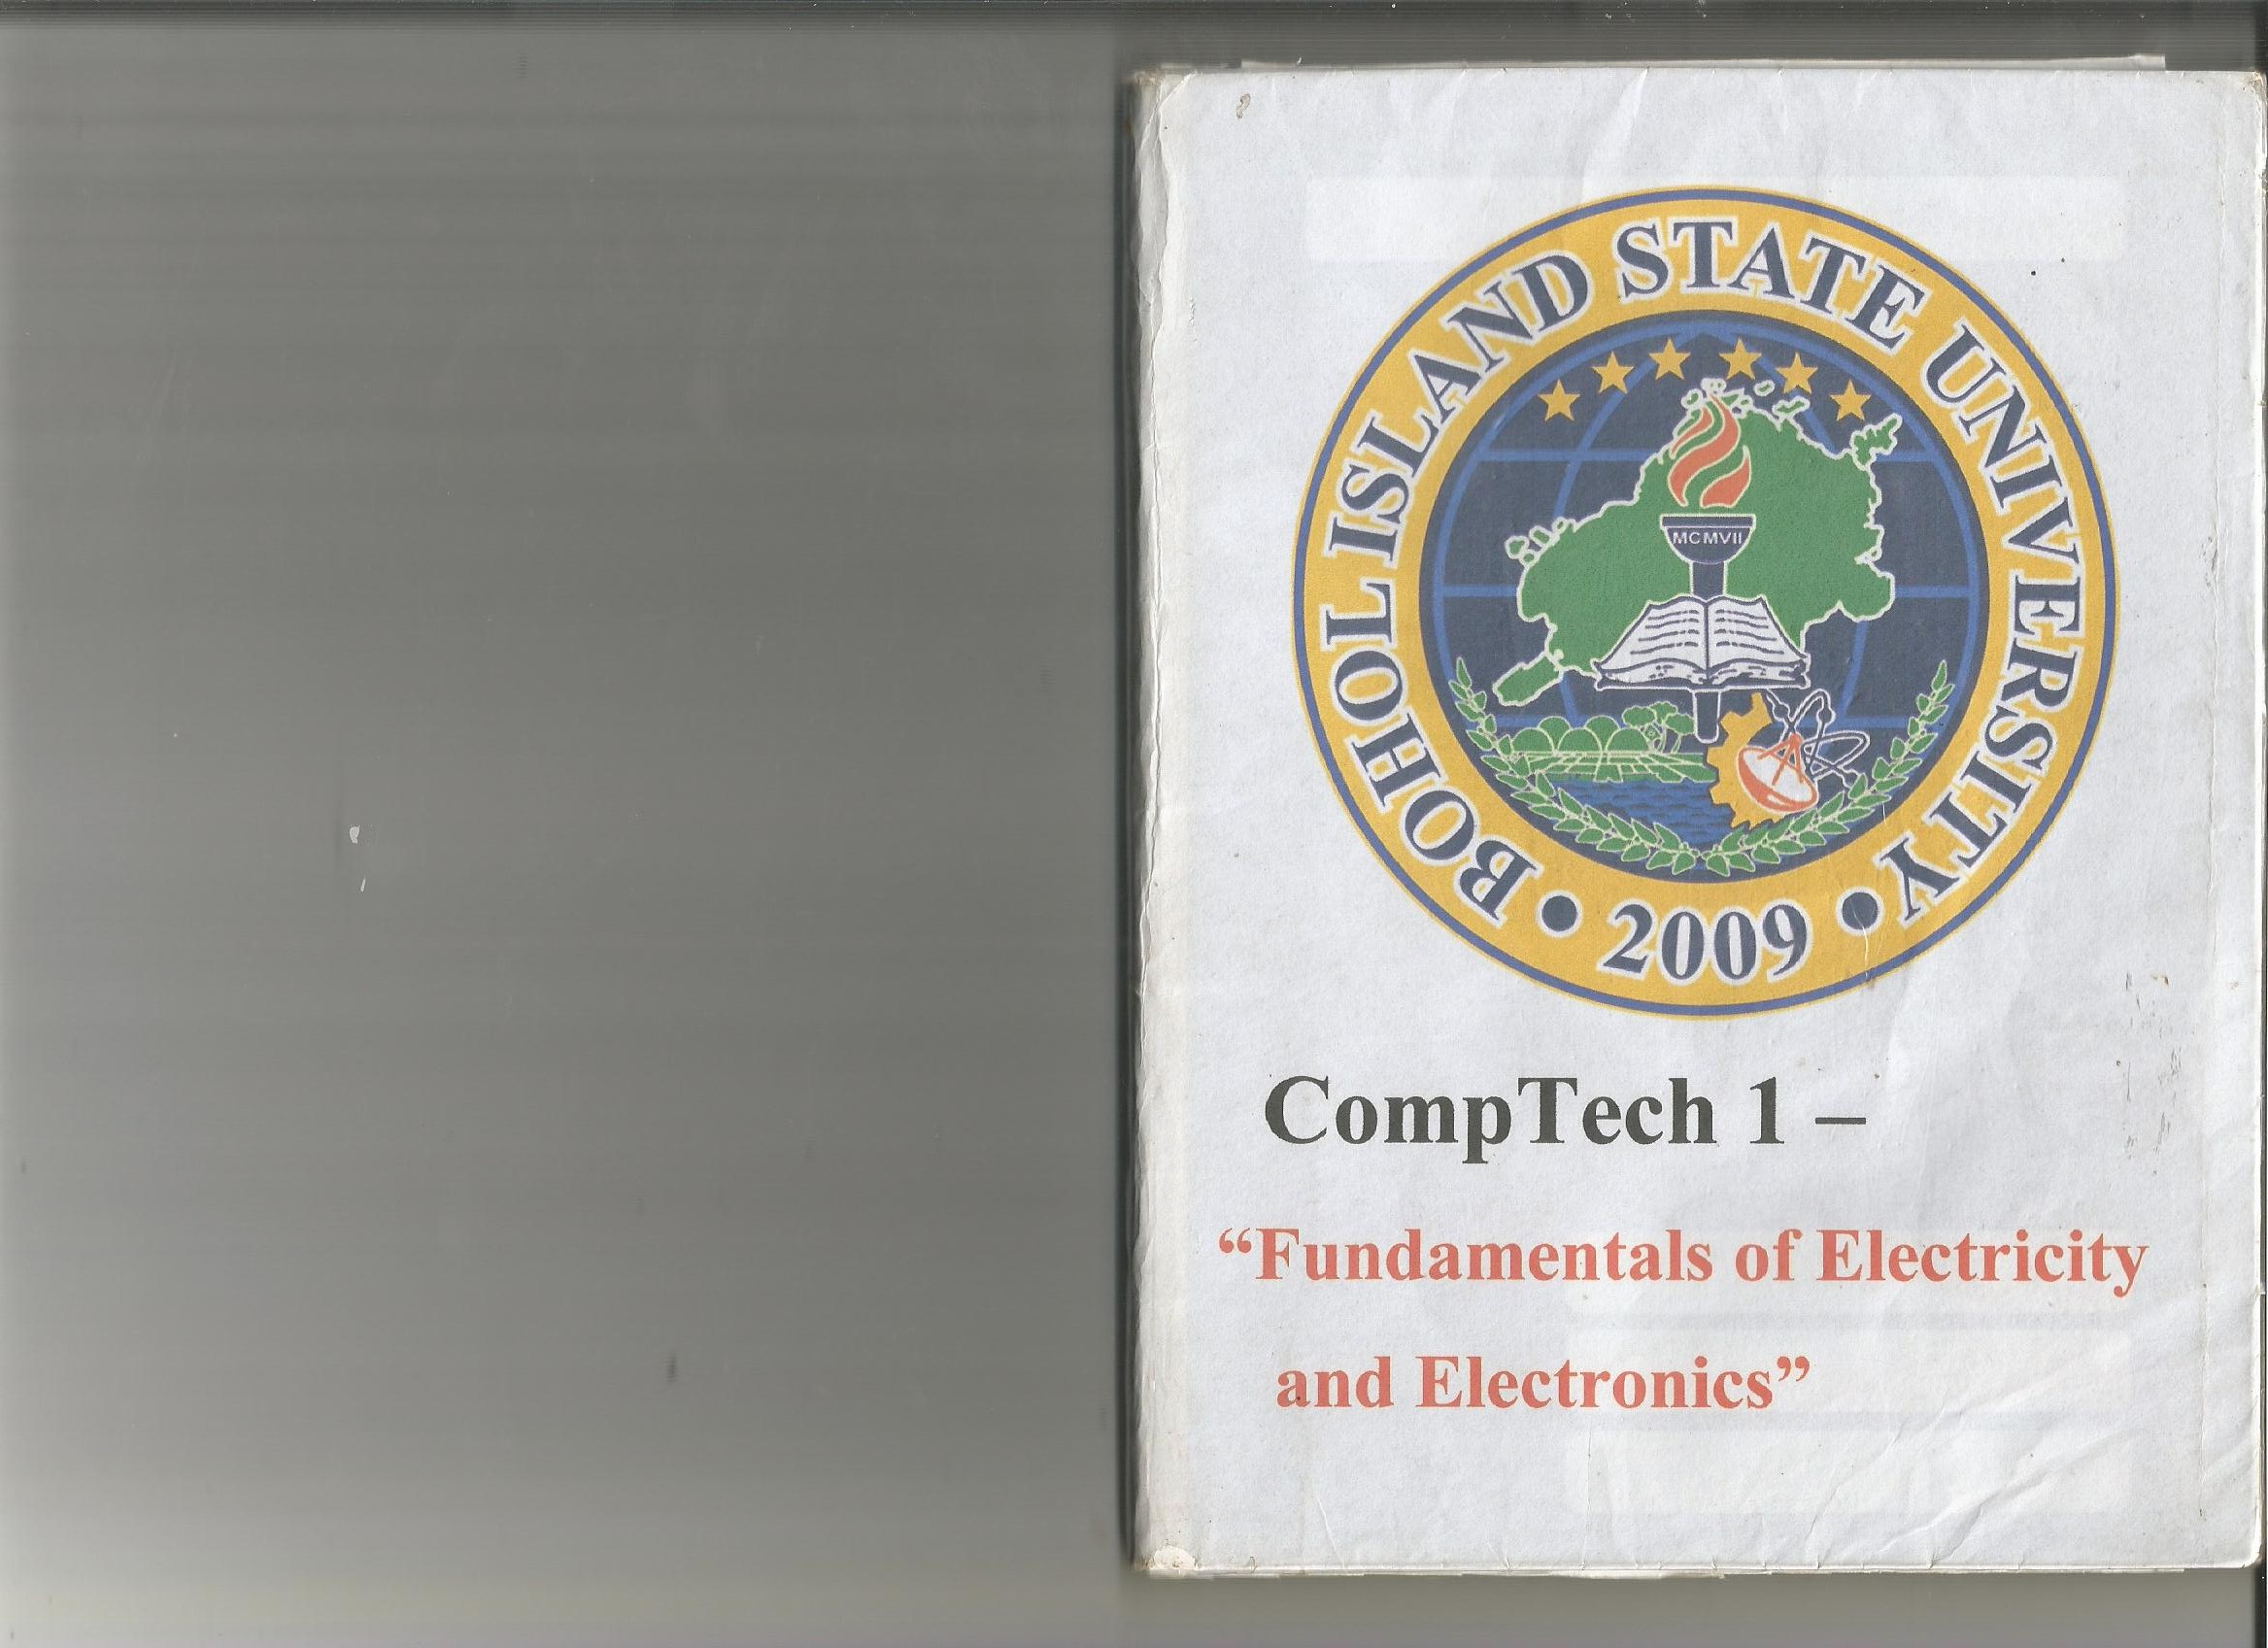 BOHOL ISLAND STATE UNIVERSITY
MCMVII
• 2009 •
CompTech 1 –
“Fundamentals of Electricity
and Electronics”